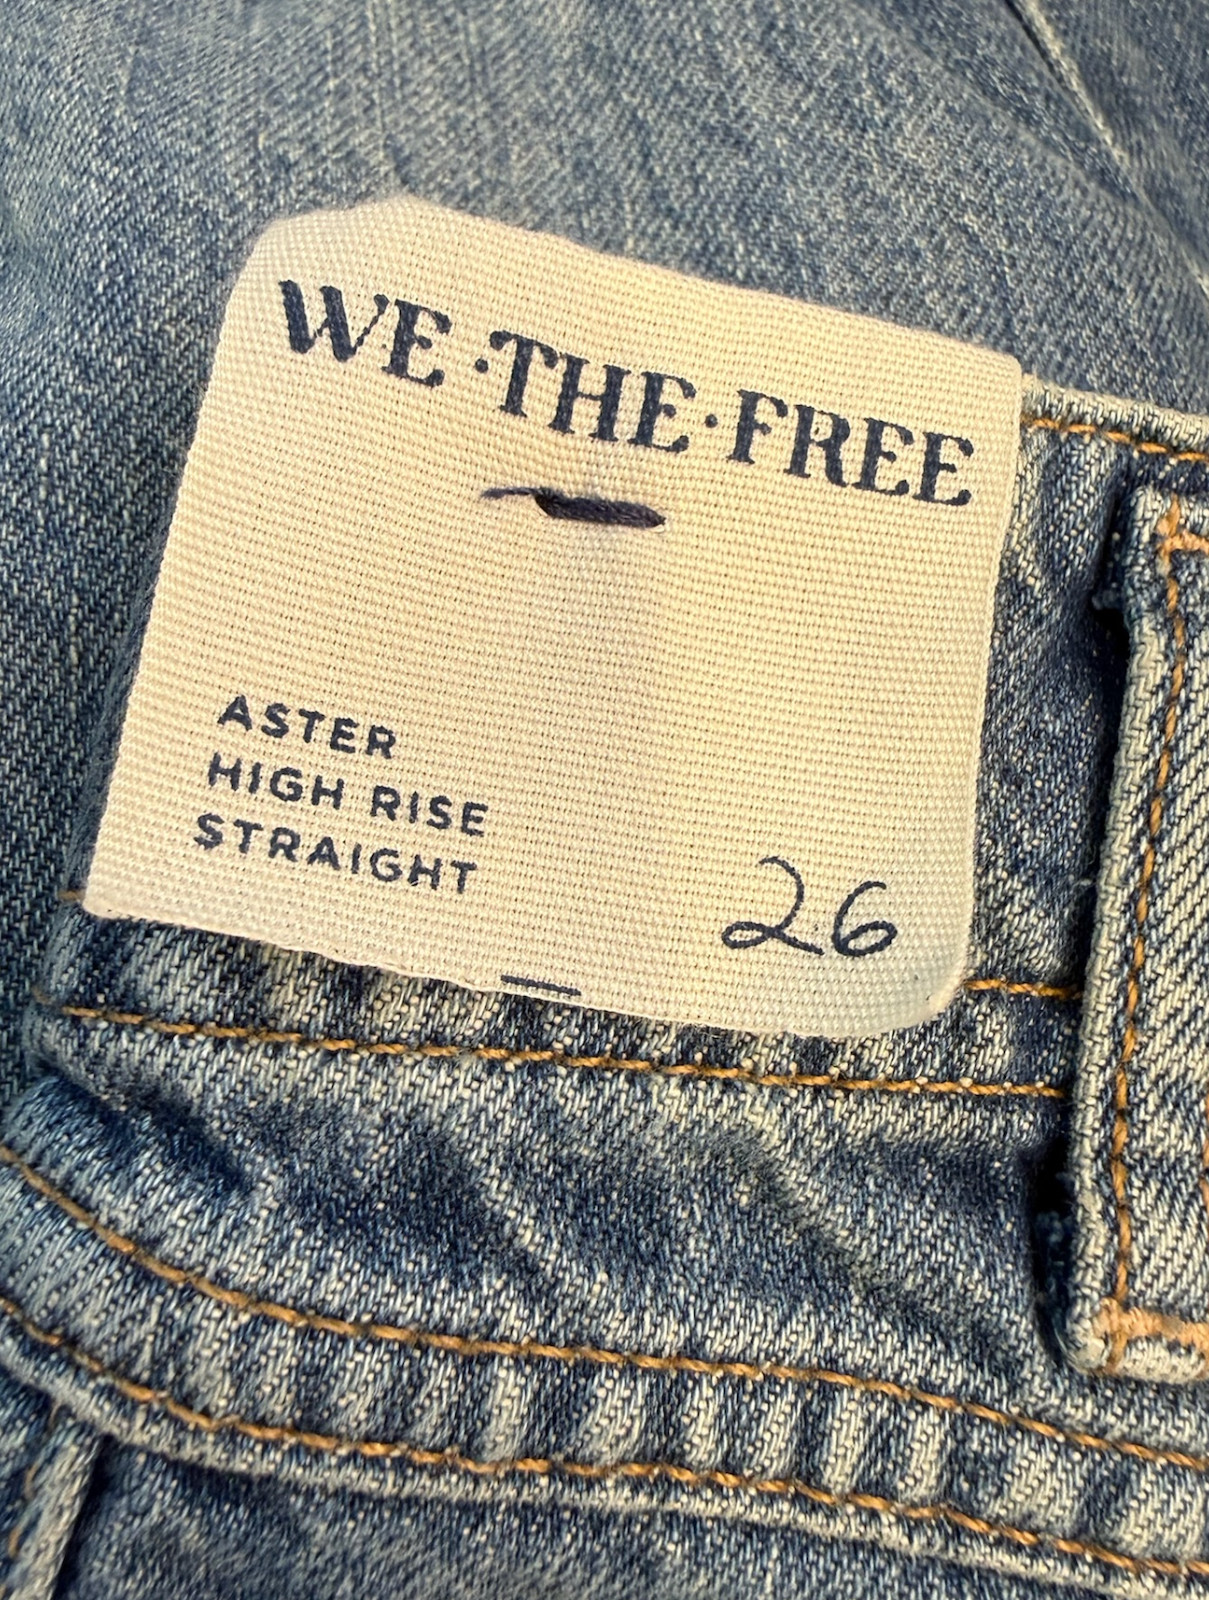 WE·THE·FREE
ASTER
HIGH RISE
STRAIGHT
26